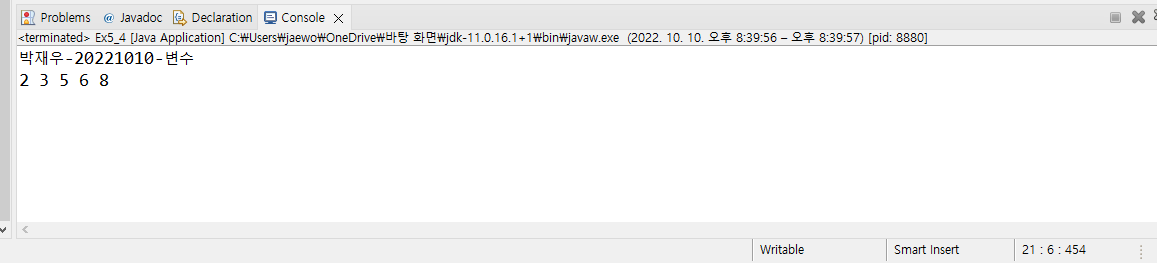 Problems @ Javadoc Declaration Console
<terminated> Ex5_4 [Java Application] C:₩Users₩jaewo₩OneDrive₩바탕 화면₩jdk-11.0.16.1+1₩bin₩javaw.exe (2022. 10. 10. 오후 8:39:56 – 오후 8:39:57) [pid: 8880]
박재우-20221010-변수
2 3 5 6 8
Writable Smart Insert 21 : 6 : 454